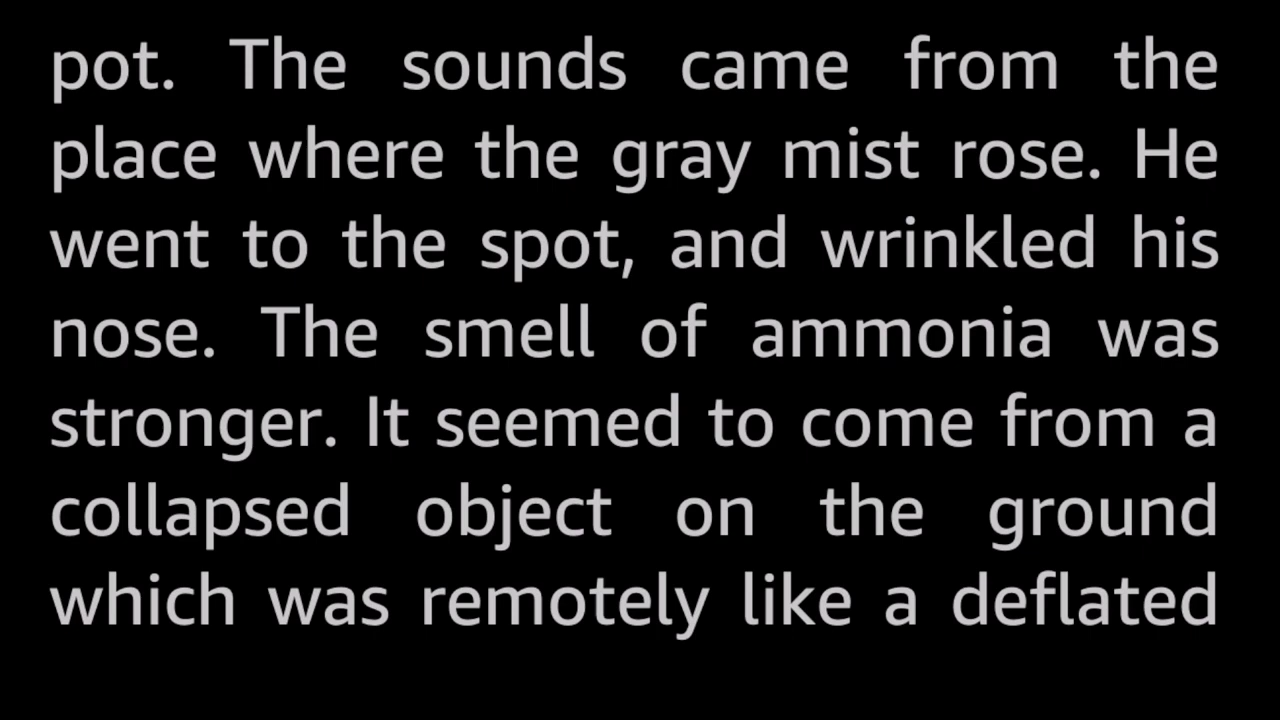 pot. The sounds came from the
place where the gray mist rose. He
went to the spot, and wrinkled his
nose. The smell of ammonia was
stronger. It seemed to come from a
collapsed object on the ground
which was remotely like a deflated